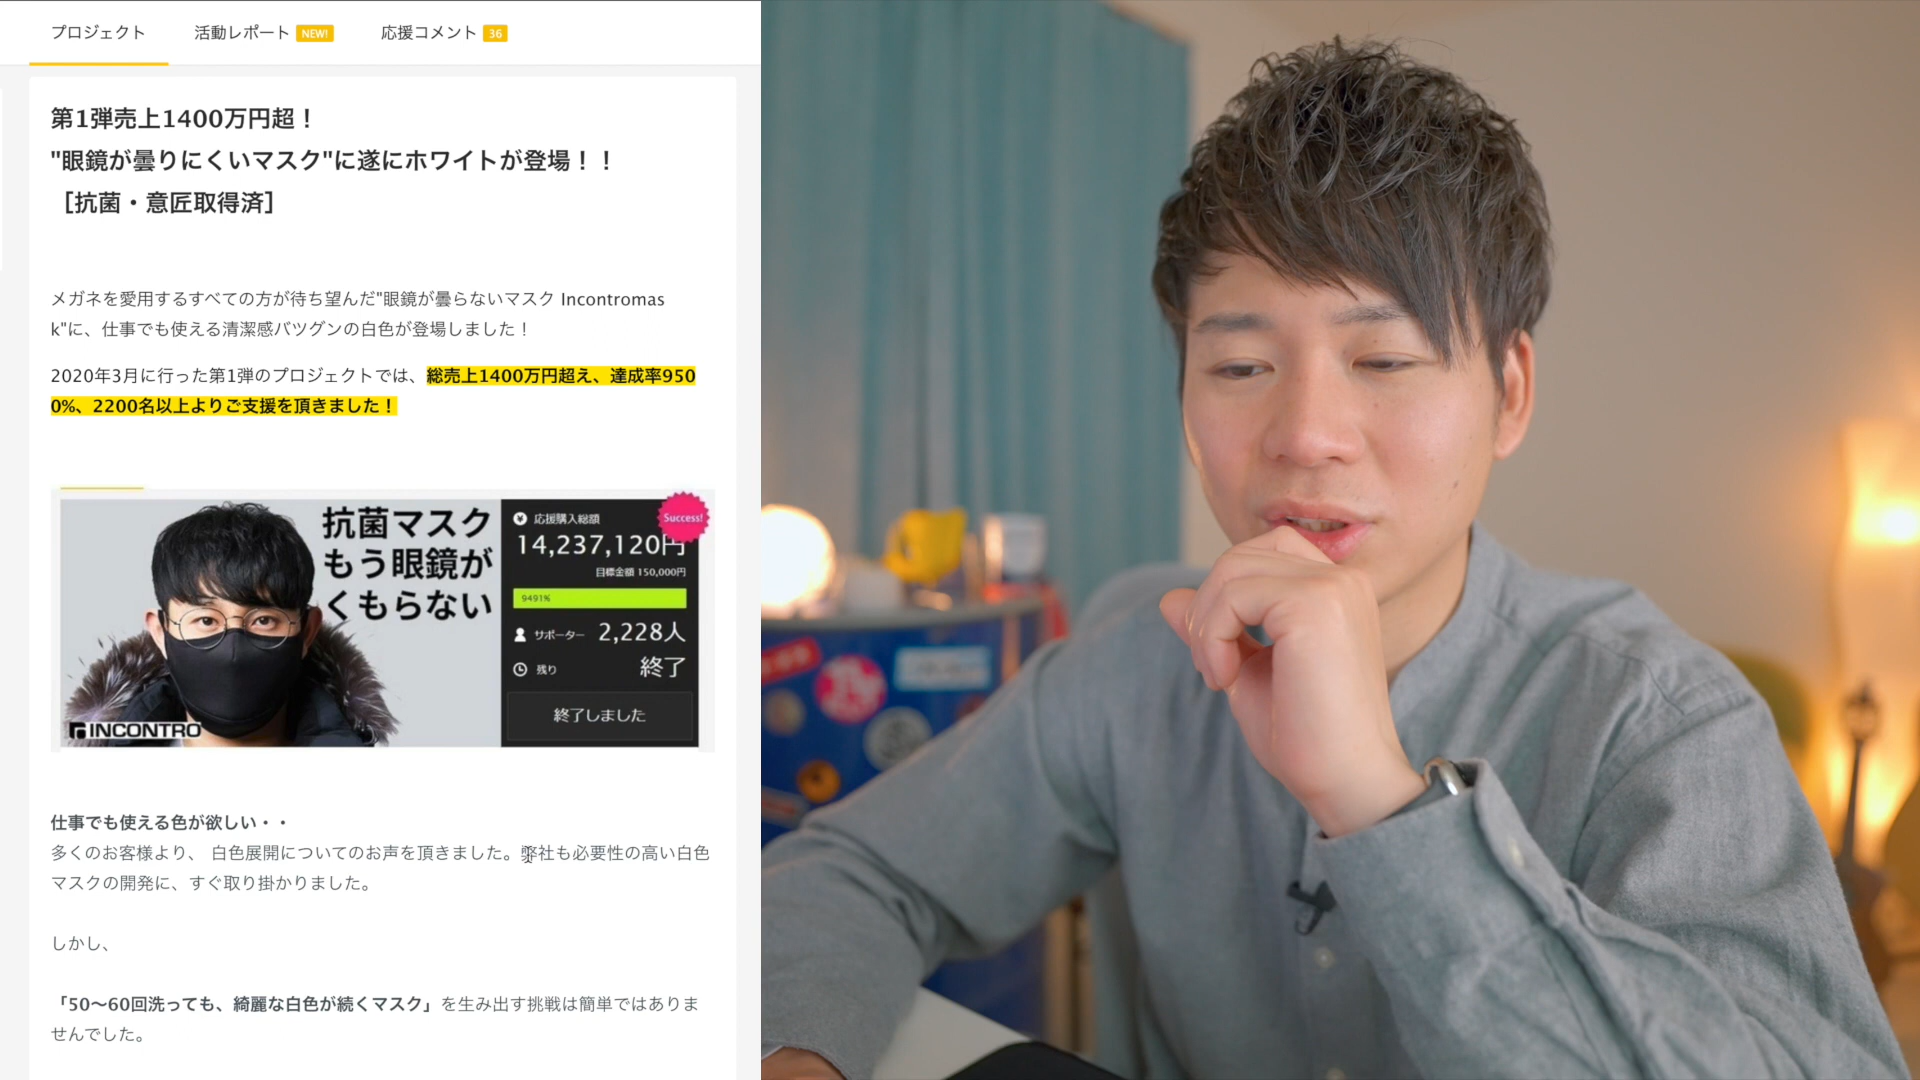 プロジェクト
活動レポート NEW!
応援コメント 36
第1弾売上1400万円超！
"眼鏡が曇りにくいマスク"に遂にホワイトが登場！！
［抗菌・意匠取得済］
メガネを愛用するすべての方が待ち望んだ"眼鏡が曇らないマスク Incontromas
k"に、仕事でも使える清潔感バツグンの白色が登場しました！
2020年3月に行った第1弾のプロジェクトでは、総売上1400万円超え、達成率950
0%、2200名以上よりご支援を頂きました！
抗菌マスク
もう眼鏡が
くもらない
INCONTRO
Success!
応援購入総額
14,237,120円
目標金額 150,000円
9491%
サポーター 2,228人
残り 終了
終了しました
仕事でも使える色が欲しい・・
多くのお客様より、 白色展開についてのお声を頂きました。弊社も必要性の高い白色
マスクの開発に、すぐ取り掛かりました。
しかし、
「50〜60回洗っても、綺麗な白色が続くマスク」を生み出す挑戦は簡単ではありま
せんでした。